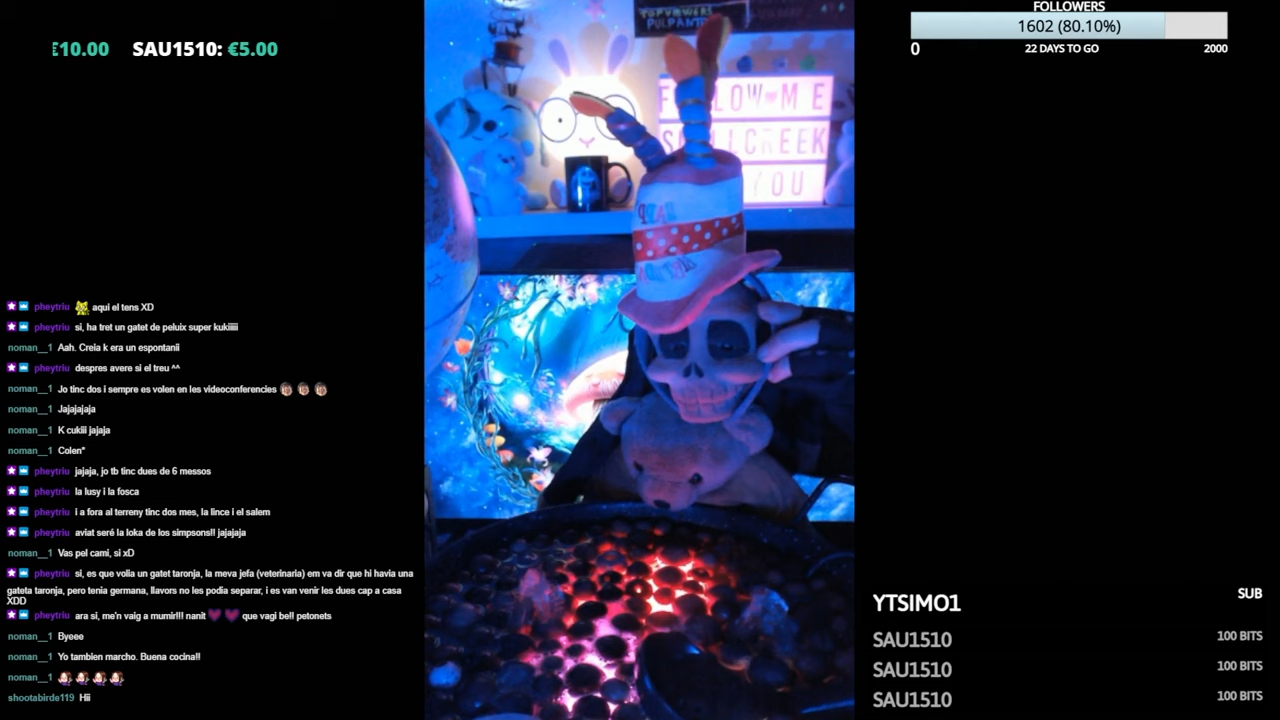 FOLLOWERS
1602 (80.10%)
0 22 DAYS TO GO 2000
€10.00 SAU1510: €5.00
TOPVIEWERS
PULPANTI
FOLLOW ME
CREEK
YOU
pheytriu aqui el tens XD
pheytriu si, ha tret un gatet de peluix super kukiiiii
noman__1 Aah. Creia k era un espontanii
pheytriu despres avere si el treu ^^
noman__1 Jo tinc dos i sempre es volen en les videoconferencies
noman__1 Jajajajaja
noman__1 K cukiii jajaja
noman__1 Colen*
pheytriu jajaja, jo tb tinc dues de 6 messos
pheytriu la lusy i la fosca
pheytriu i a fora al terreny tinc dos mes, la lince i el salem
pheytriu aviat seré la loka de los simpsons!! jajajaja
noman__1 Vas pel cami, si xD
pheytriu si, es que volia un gatet taronja, la meva jefa (veterinaria) em va dir que hi havia una
gateta taronja, pero tenia germana, llavors no les podia separar, i es van venir les dues cap a casa
XDD
pheytriu ara si, me'n vaig a mumir!!! nanit que vagi be!! petonets
noman__1 Byeee
noman__1 Yo tambien marcho. Buena cocina!!
noman__1
shootabirde119 Hii
YTSIMO1 SUB
SAU1510 100 BITS
SAU1510 100 BITS
SAU1510 100 BITS